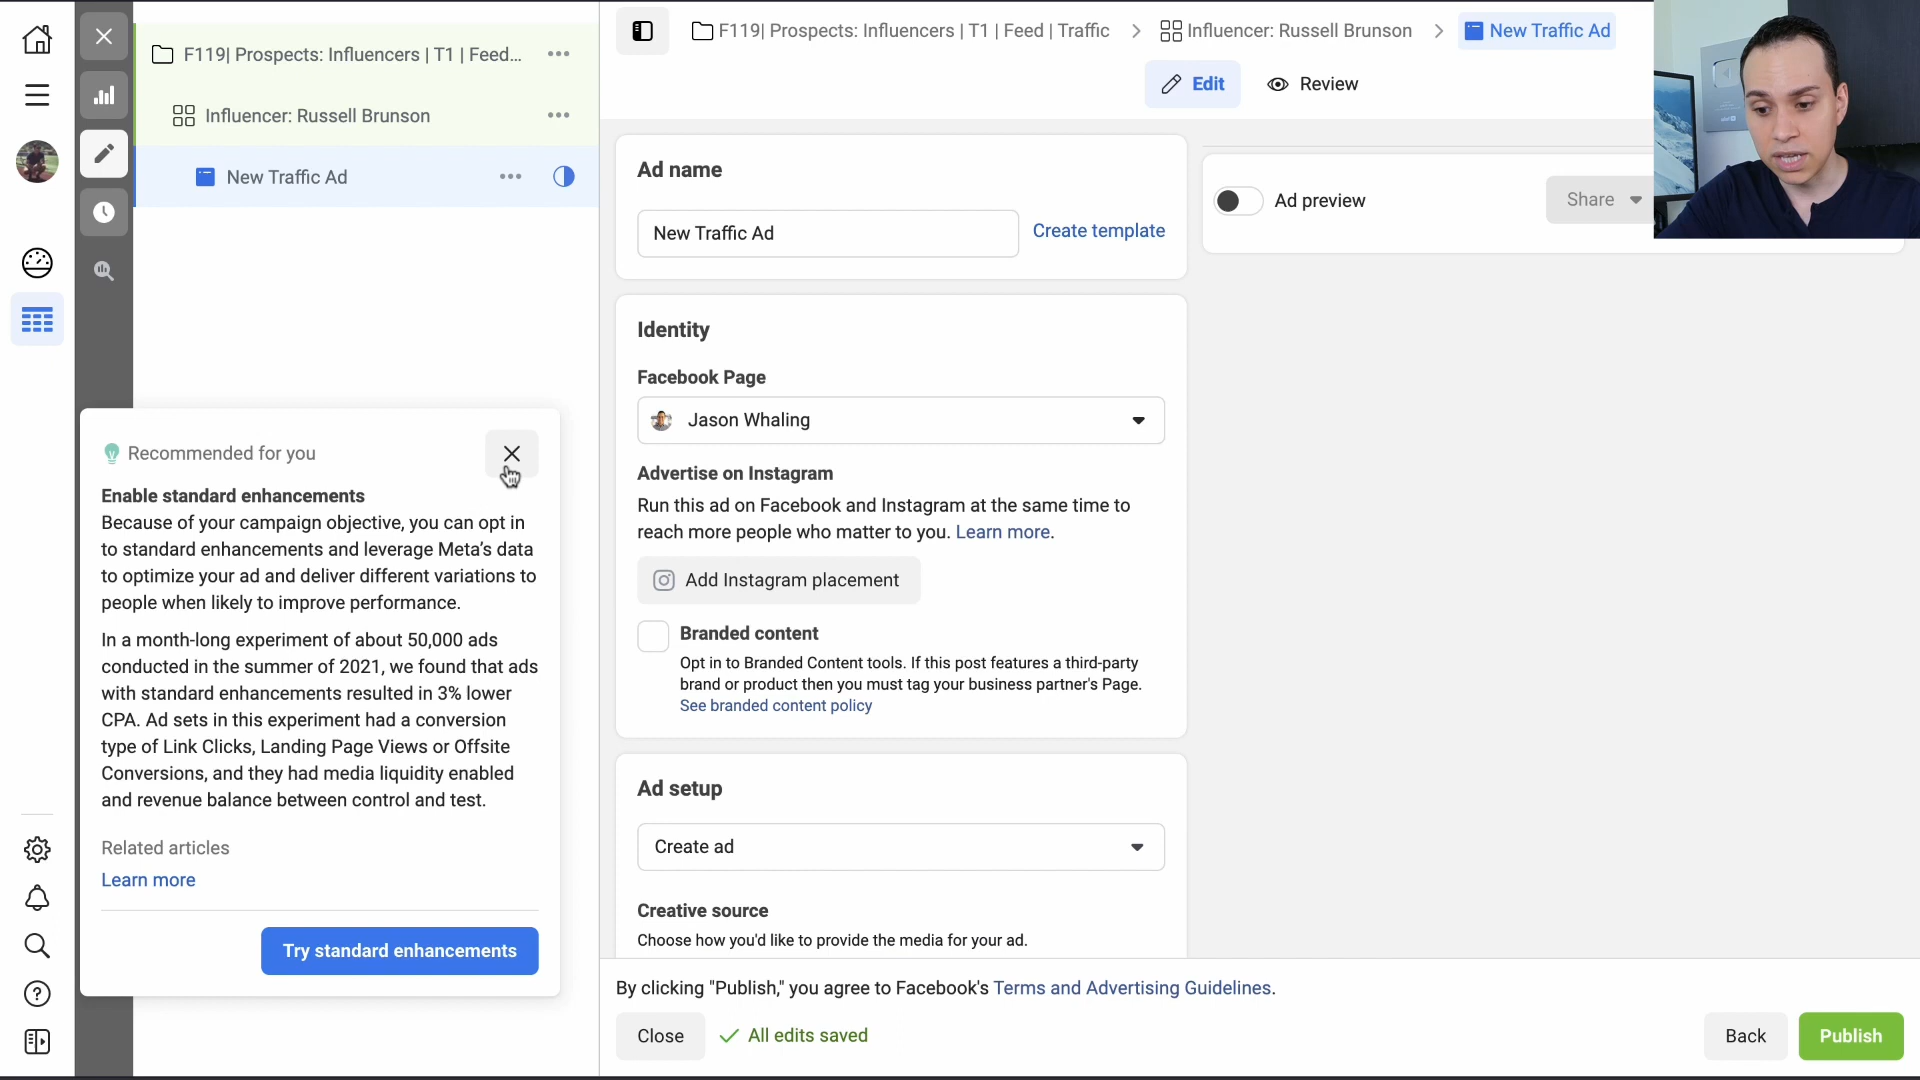 F119| Prospects: Influencers | T1 | Feed...
Influencer: Russell Brunson
New Traffic Ad
F119| Prospects: Influencers | T1 | Feed | Traffic
Influencer: Russell Brunson
New Traffic Ad
Edit
Review
Ad name
New Traffic Ad
Create template
Ad preview
Share
Identity
Facebook Page
Jason Whaling
Advertise on Instagram
Run this ad on Facebook and Instagram at the same time to
reach more people who matter to you. Learn more.
Add Instagram placement
Branded content
Opt in to Branded Content tools. If this post features a third-party
brand or product then you must tag your business partner's Page.
See branded content policy
Ad setup
Create ad
Creative source
Choose how you'd like to provide the media for your ad.
Recommended for you
Enable standard enhancements
Because of your campaign objective, you can opt in
to standard enhancements and leverage Meta's data
to optimize your ad and deliver different variations to
people when likely to improve performance.
In a month-long experiment of about 50,000 ads
conducted in the summer of 2021, we found that ads
with standard enhancements resulted in 3% lower
CPA. Ad sets in this experiment had a conversion
type of Link Clicks, Landing Page Views or Offsite
Conversions, and they had media liquidity enabled
and revenue balance between control and test.
Related articles
Learn more
Try standard enhancements
By clicking "Publish," you agree to Facebook's Terms and Advertising Guidelines.
Close
All edits saved
Back
Publish